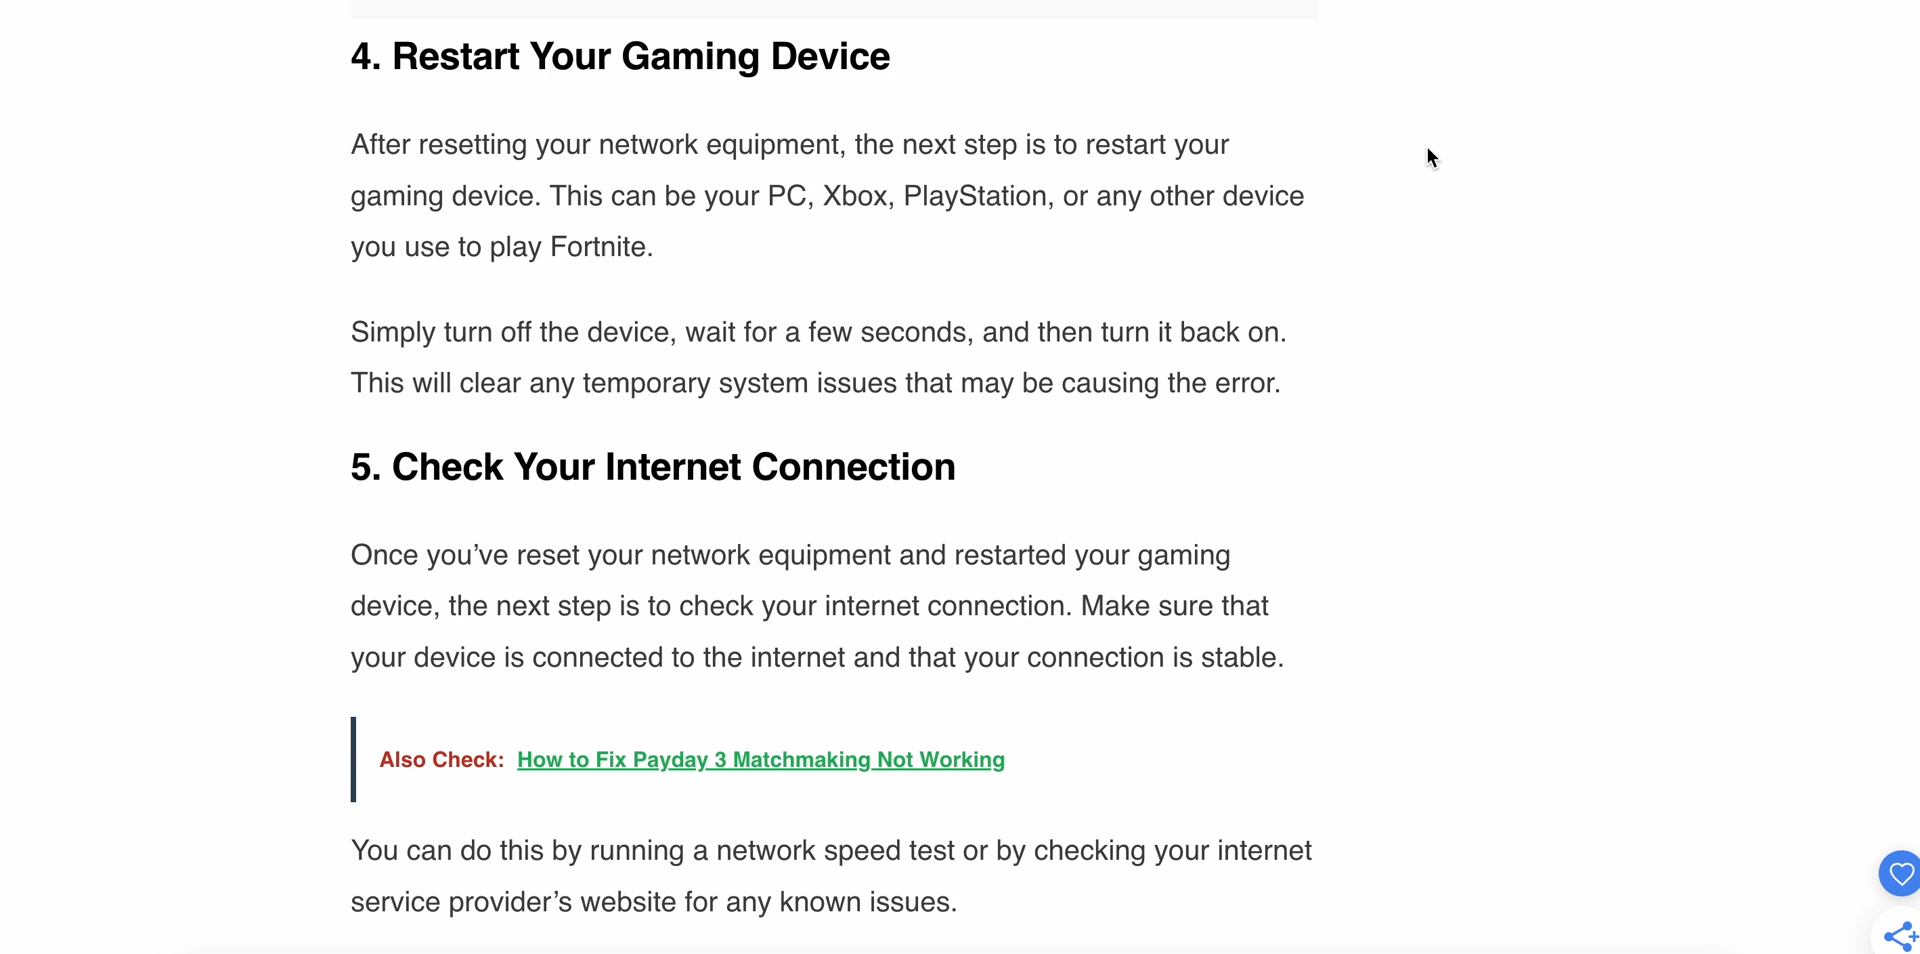 4. Restart Your Gaming Device
After resetting your network equipment, the next step is to restart your
gaming device. This can be your PC, Xbox, PlayStation, or any other device
you use to play Fortnite.
Simply turn off the device, wait for a few seconds, and then turn it back on.
This will clear any temporary system issues that may be causing the error.
5. Check Your Internet Connection
Once you’ve reset your network equipment and restarted your gaming
device, the next step is to check your internet connection. Make sure that
your device is connected to the internet and that your connection is stable.
Also Check: How to Fix Payday 3 Matchmaking Not Working
You can do this by running a network speed test or by checking your internet
service provider’s website for any known issues.